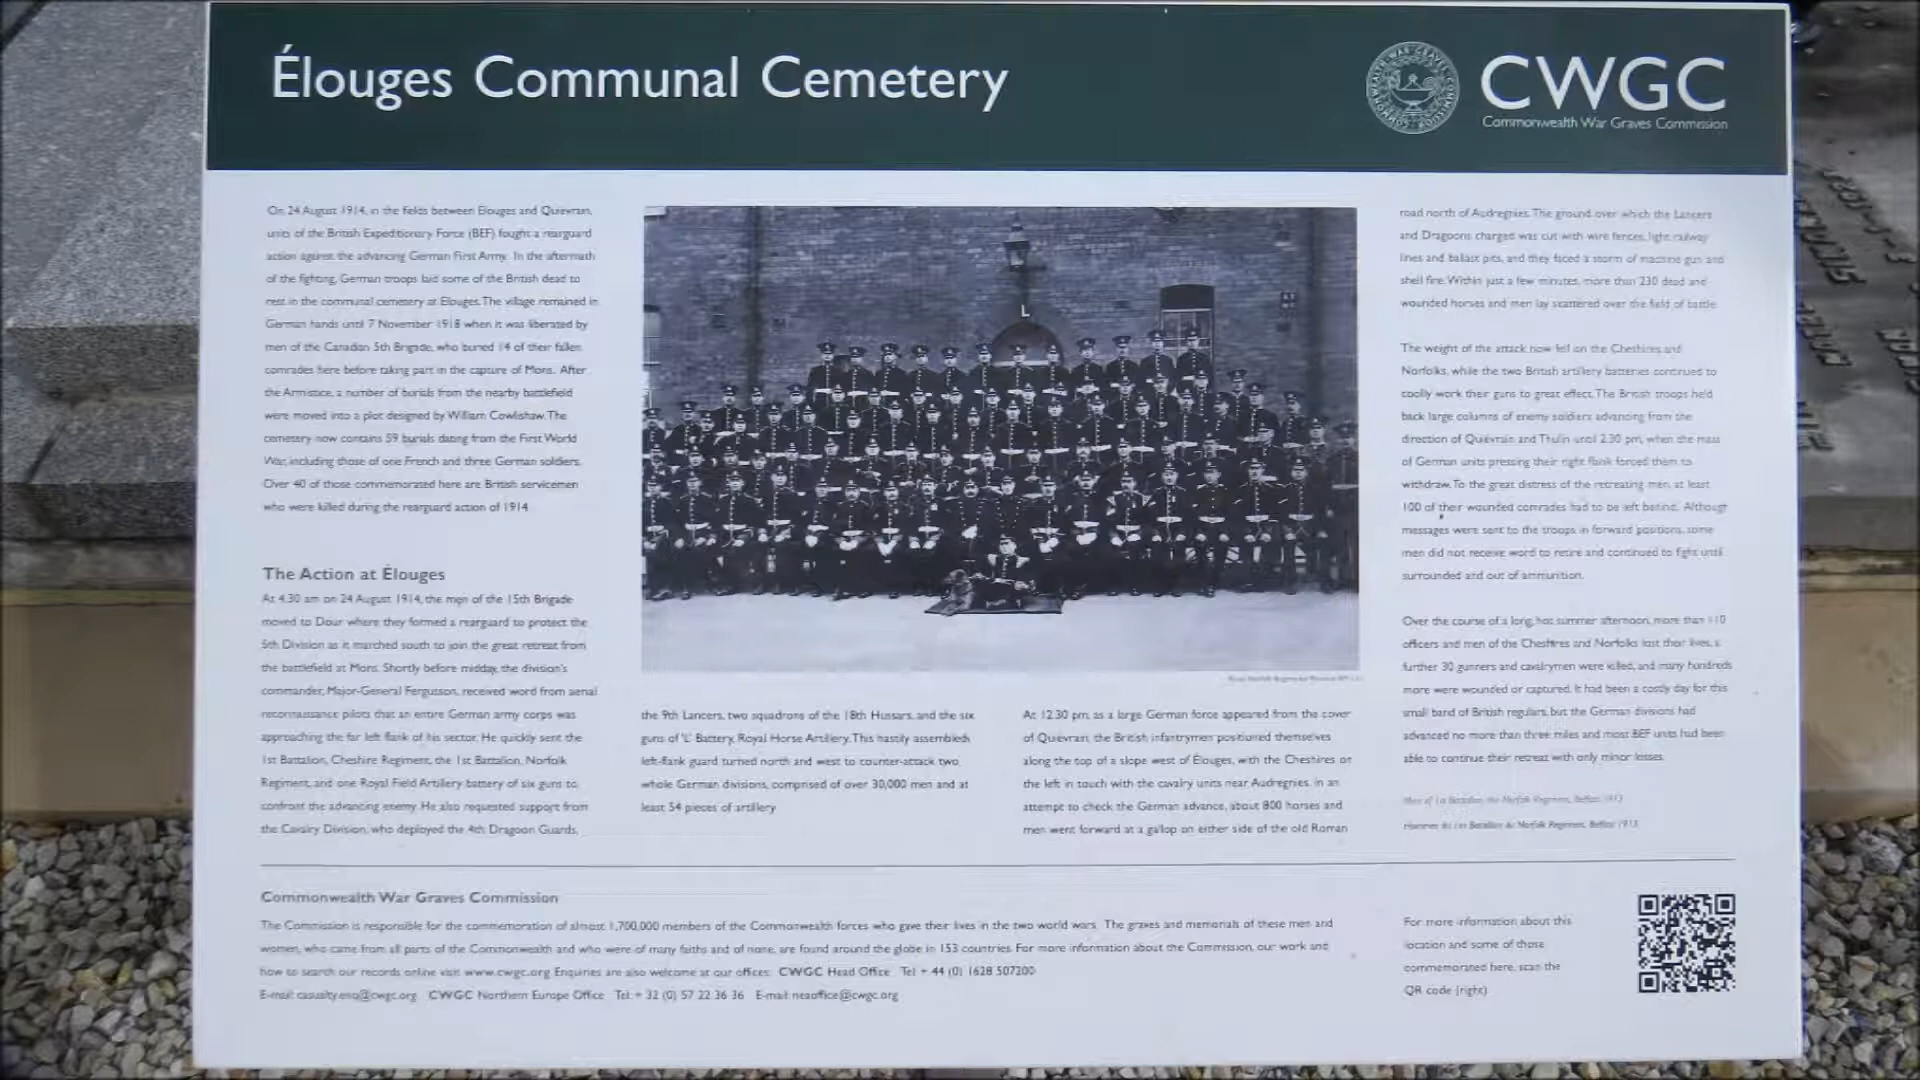 Élouges Communal Cemetery
CWGC
Commonwealth War Graves Commission
On 24 August 1914, in the fields between Élouges and Quiévrain,
units of the British Expeditionary Force (BEF) fought a rearguard
action against the advancing German First Army. In the aftermath
of the fighting, German troops laid some of the British dead to
rest in the communal cemetery at Élouges. The village remained in
German hands until 7 November 1918 when it was liberated by
men of the Canadian 5th Brigade, who buried 14 of their fallen
comrades here before taking part in the capture of Mons. After
the Armistice, a number of burials from the nearby battlefield
were moved into a plot designed by William Cowlishaw. The
cemetery now contains 59 burials dating from the First World
War, including those of one French and three German soldiers.
Over 40 of those commemorated here are British servicemen
who were killed during the rearguard action of 1914.
The Action at Élouges
At 4.30 am on 24 August 1914, the men of the 15th Brigade
moved to Dour where they formed a rearguard to protect the
5th Division as it marched south to join the great retreat from
the battlefield at Mons. Shortly before midday, the division's
commander, Major-General Fergusson, received word from aerial
reconnaissance pilots that an entire German army corps was
approaching the far left flank of his sector. He quickly sent the
1st Battalion, Cheshire Regiment, the 1st Battalion, Norfolk
Regiment, and one Royal Field Artillery battery of six guns to
confront the advancing enemy. He also requested support from
the Cavalry Division, who deployed the 4th Dragoon Guards,
L
the 9th Lancers, two squadrons of the 18th Hussars, and the six
guns of 'L' Battery, Royal Horse Artillery. This hastily assembled
left-flank guard turned north and west to counter-attack two
whole German divisions, comprised of over 30,000 men and at
least 54 pieces of artillery.
At 12.30 pm, as a large German force appeared from the cover
of Quiévrain, the British infantrymen positioned themselves
along the top of a slope west of Élouges, with the Cheshires on
the left in touch with the cavalry units near Audregnies. In an
attempt to check the German advance, about 800 horses and
men went forward at a gallop on either side of the old Roman
road north of Audregnies. The ground over which the Lancers
and Dragoons charged was cut with wire fences, light railway
lines and ballast pits, and they faced a storm of machine gun and
shell fire. Within just a few minutes, more than 230 dead and
wounded horses and men lay scattered over the field of battle.
The weight of the attack now fell on the Cheshires and
Norfolks, while the two British artillery batteries continued to
coolly work their guns to great effect. The British troops held
back large columns of enemy soldiers advancing from the
direction of Quiévrain and Thulin until 2.30 pm, when the mass
of German units pressing their right flank forced them to
withdraw. To the great distress of the retreating men, at least
100 of their wounded comrades had to be left behind. Although
messages were sent to the troops in forward positions, some
men did not receive word to retire and continued to fight until
surrounded and out of ammunition.
Over the course of a long, hot summer afternoon, more than 110
officers and men of the Cheshires and Norfolks lost their lives, a
further 30 gunners and cavalrymen were killed, and many hundreds
more were wounded or captured. It had been a costly day for this
small band of British regulars, but the German divisions had
advanced no more than three miles and most BEF units had been
able to continue their retreat with only minor losses.
Men of 1st Battalion, the Norfolk Regiment, Belfast 1913.
Hommes du 1er Bataillon du Norfolk Regiment, Belfast 1913.
Commonwealth War Graves Commission
The Commission is responsible for the commemoration of almost 1,700,000 members of the Commonwealth forces who gave their lives in the two world wars. The graves and memorials of these men and
women, who came from all parts of the Commonwealth and who were of many faiths and of none, are found around the globe in 153 countries. For more information about the Commission, our work and
how to search our records online visit www.cwgc.org Enquiries are also welcome at our offices: CWGC Head Office Tel + 44 (0) 1628 507200
E-mail: casualty.enq@cwgc.org CWGC Northern Europe Office Tel: + 32 (0) 57 22 36 36 E-mail: neaoffice@cwgc.org
For more information about this
location and some of those
commemorated here, scan the
QR code (right)